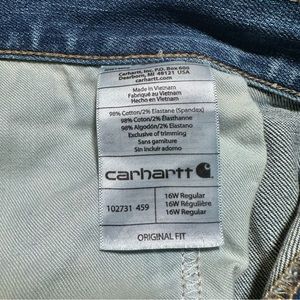 Carhartt, Inc. P.O. Box 600
Dearborn, MI 48121 USA
carhartt.com
Made in Vietnam
Fabriqué au Vietnam
Hecho en Vietnam
98% Cotton/2% Elastane (Spandex)
98% Cotton/2% Élasthanne
98% Algodón/2% Elastano
Exclusive of trimming
Sans garniture
Sin incluir adorno
carhartt
102731 459
16W Regular
16W Régulière
16W Regular
ORIGINAL FIT